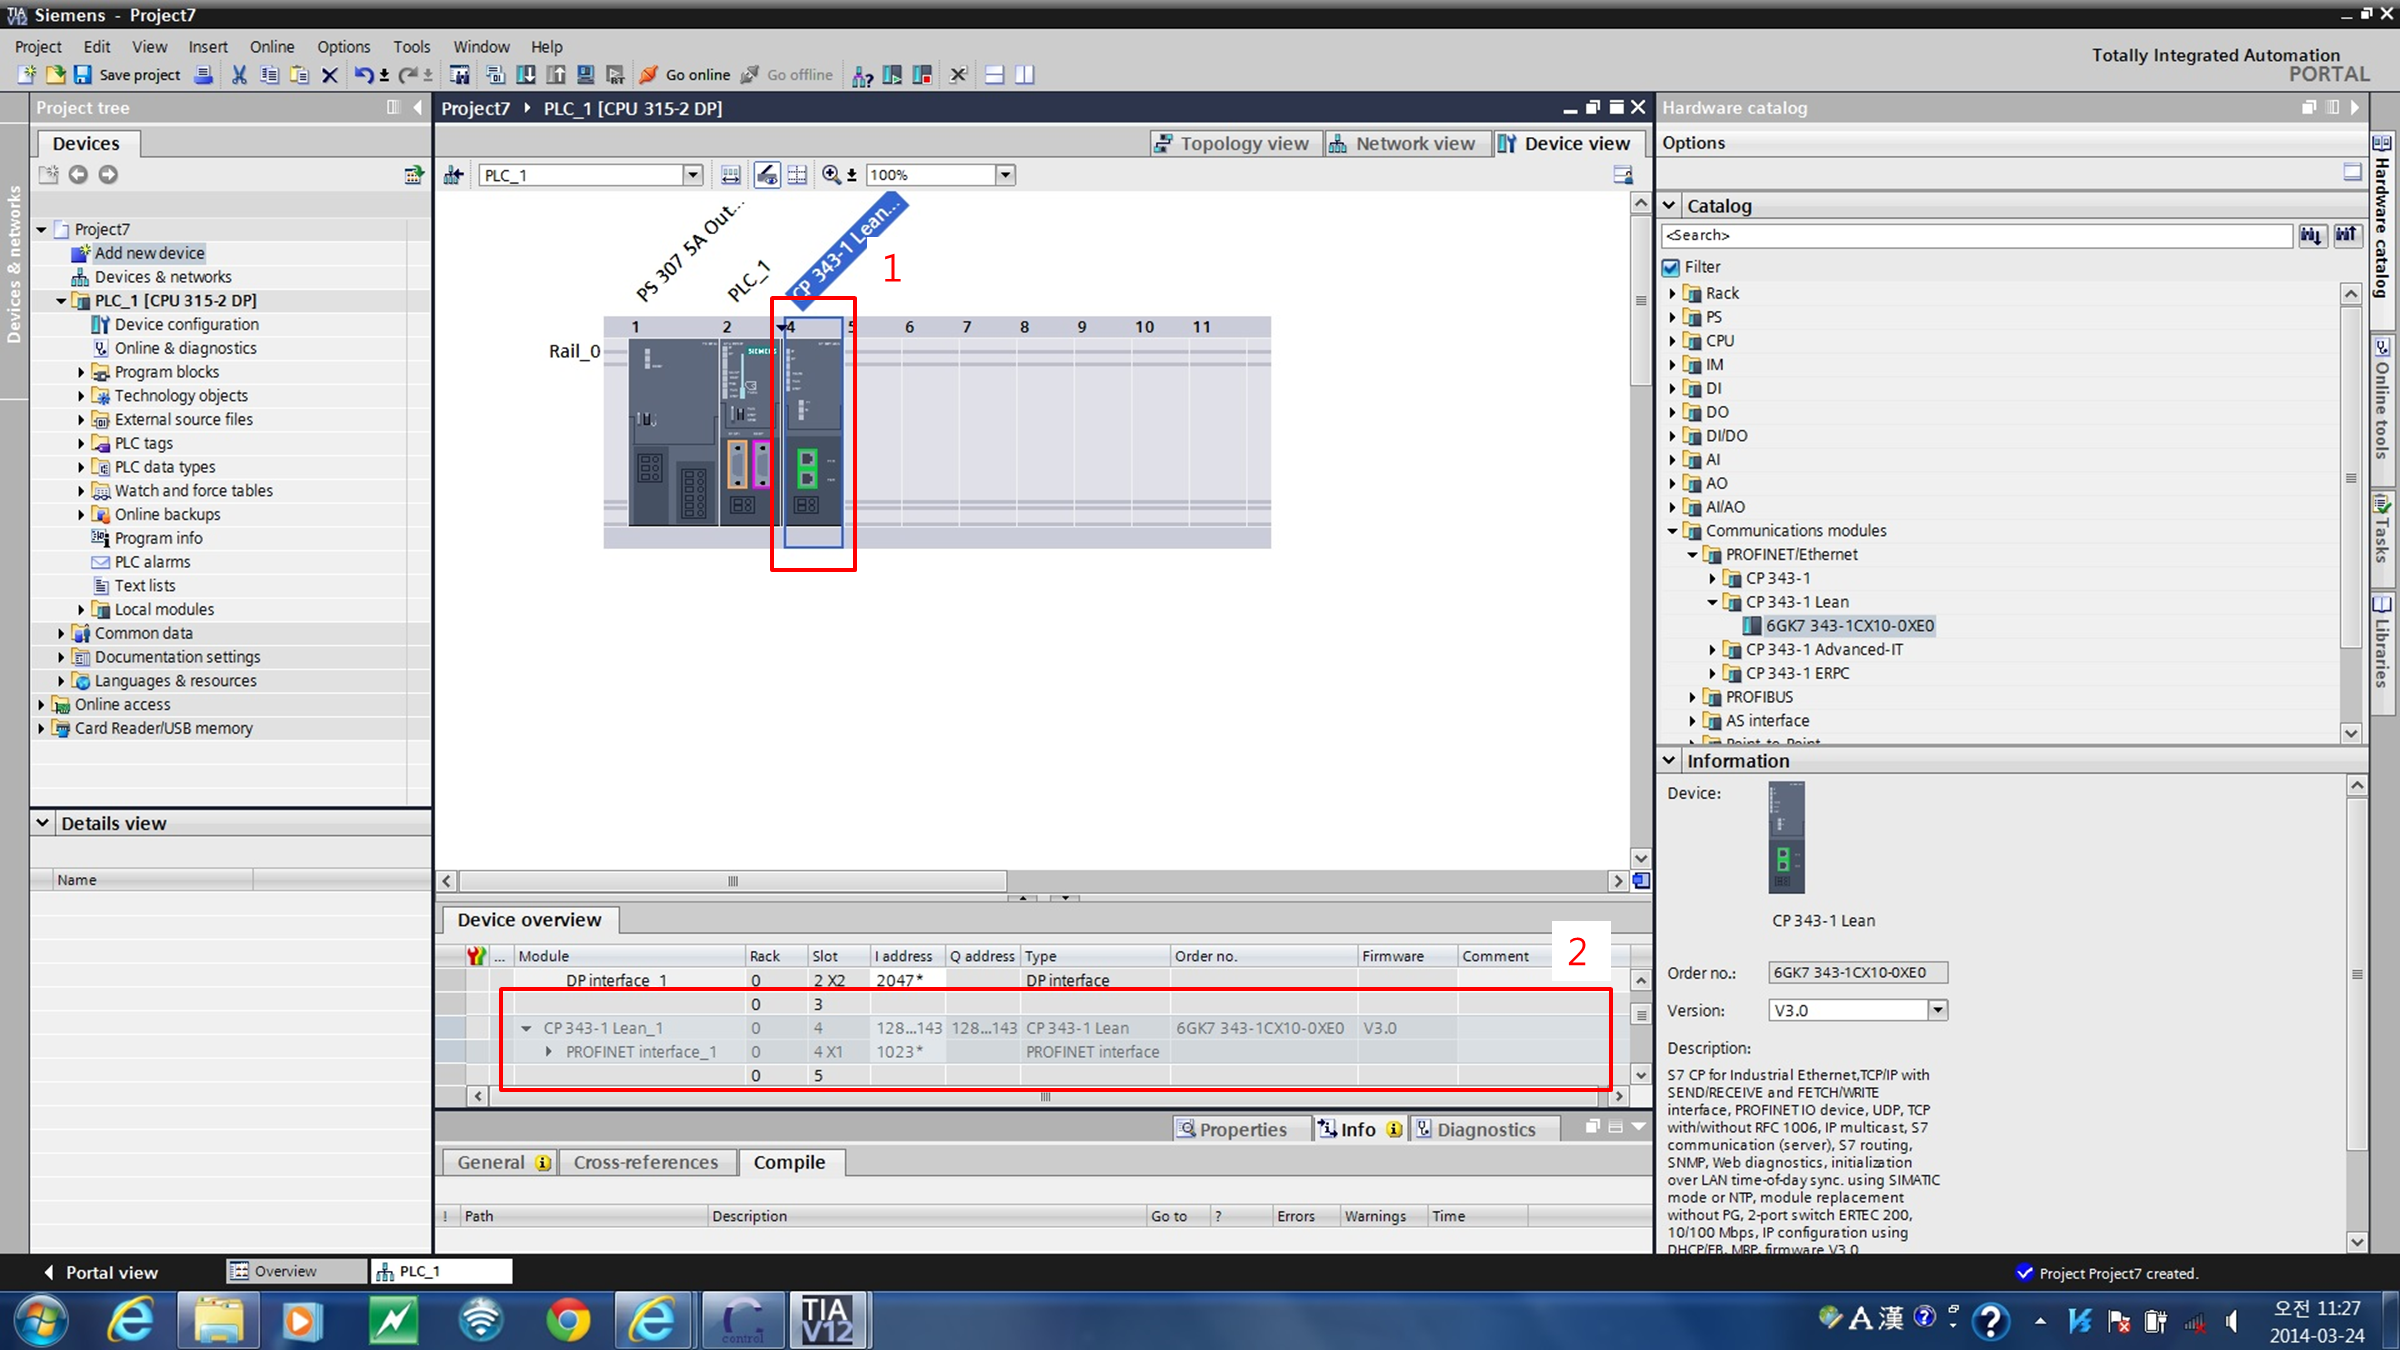 Siemens - Project7
Project Edit View Insert Online Options Tools Window Help
Save project Go online Go offline
Totally Integrated Automation
PORTAL
Project tree
Devices
Devices & networks
Project7
Add new device
Devices & networks
PLC_1 [CPU 315-2 DP]
Device configuration
Online & diagnostics
Program blocks
Technology objects
External source files
PLC tags
PLC data types
Watch and force tables
Online backups
Program info
PLC alarms
Text lists
Local modules
Common data
Documentation settings
Languages & resources
Online access
Card Reader/USB memory
Details view
Name
Project7 PLC_1 [CPU 315-2 DP]
Topology view Network view Device view
PLC_1 100%
PS 307 5A Out...
PLC_1
CP 343-1 Lean...
1
1 2 4 5 6 7 8 9 10 11
Rail_0
SIEMENS
Device overview
2
... Module Rack Slot I address Q address Type Order no. Firmware Comment
DP interface_1 0 2 X2 2047* DP interface
0 3
CP 343-1 Lean_1 0 4 128...143 128...143 CP 343-1 Lean 6GK7 343-1CX10-0XE0 V3.0
PROFINET interface_1 0 4 X1 1023* PROFINET interface
0 5
Properties Info Diagnostics
General Cross-references Compile
! Path Description Go to ? Errors Warnings Time
Hardware catalog
Options
Catalog
<Search>
Filter
Rack
PS
CPU
IM
DI
DO
DI/DO
AI
AO
AI/AO
Communications modules
PROFINET/Ethernet
CP 343-1
CP 343-1 Lean
6GK7 343-1CX10-0XE0
CP 343-1 Advanced-IT
CP 343-1 ERPC
PROFIBUS
AS interface
Point-to-Point
Information
Device:
CP 343-1 Lean
Order no.: 6GK7 343-1CX10-0XE0
Version: V3.0
Description:
S7 CP for Industrial Ethernet,TCP/IP with
SEND/RECEIVE and FETCH/WRITE
interface, PROFINET IO device, UDP, TCP
with/without RFC 1006, IP multicast, S7
communication (server), S7 routing,
SNMP, Web diagnostics, initialization
over LAN time-of-day sync. using SIMATIC
mode or NTP, module replacement
without PG, 2-port switch ERTEC 200,
10/100 Mbps, IP configuration using
DHCP/FB, MRP, firmware V3.0
Hardware catalog
Online tools
Tasks
Libraries
Portal view Overview PLC_1
Project Project7 created.
control
TIA
V12
A 漢
오전 11:27
2014-03-24